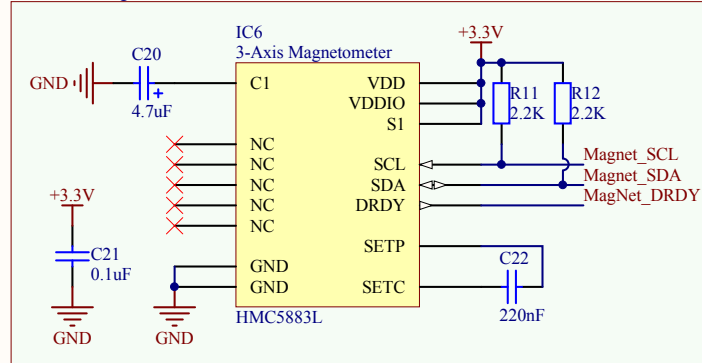 IC6
3-Axis Magnetometer
+3.3V
C20
GND
4.7uF
+
C1
VDD
VDDIO
S1
R11
2.2K
R12
2.2K
NC
NC
NC
NC
NC
SCL
SDA
DRDY
Magnet_SCL
Magnet_SDA
MagNet_DRDY
+3.3V
C21
0.1uF
GND
GND
GND
GND
SETP
SETC
C22
220nF
HMC5883L